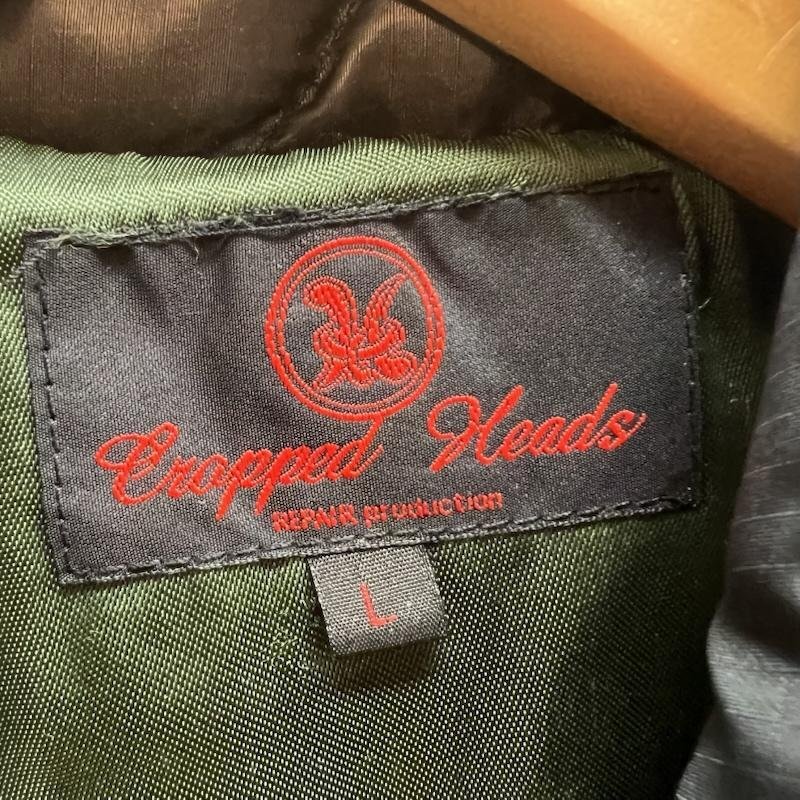 Cropped Heads
REPAIR production
L